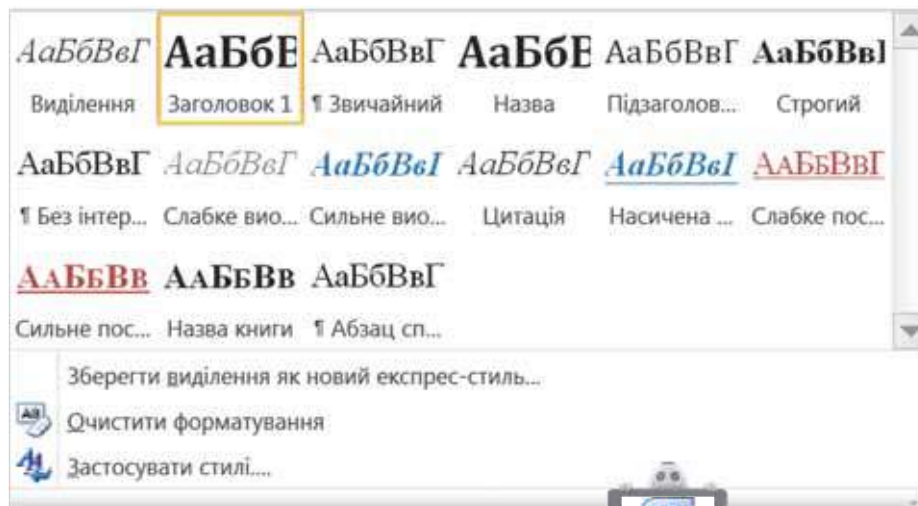 АаБбВвГ АаБбВ АаБбВвГ АаБбВ АаБбВвГ АаБбВвІ
Виділення Заголовок 1 ¶ Звичайний Назва Підзаголов... Строгий
АаБбВвГ АаБбВвГ АаБбВвІ АаБбВвГ АаБбВвІ ААББВВГ
¶ Без інтер... Слабке вио... Сильне вио... Цитація Насичена ... Слабке пос...
ААББВВ ААББВВ АаБбВвГ
Сильне пос... Назва книги ¶ Абзац сп...
Зберегти виділення як новий експрес-стиль...
Очистити форматування
Застосувати стилі....